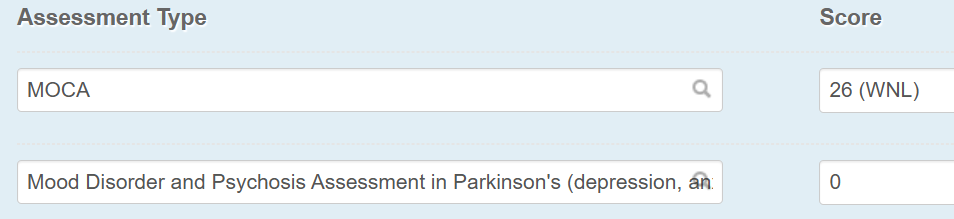 Assessment Type Score
MOCA 26 (WNL)
Mood Disorder and Psychosis Assessment in Parkinson's (depression, 0